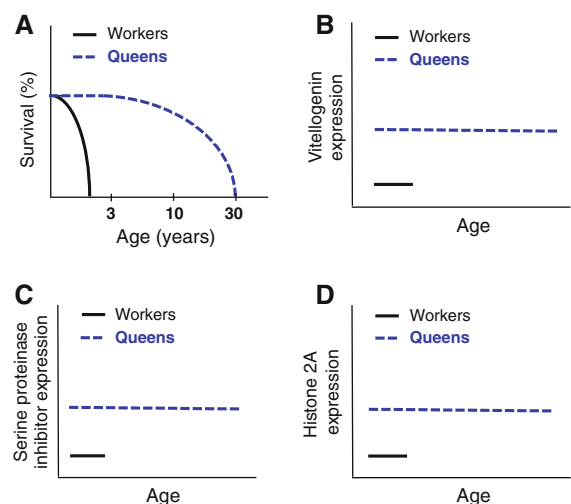 A
Workers
Queens
Survival (%)
3 10 30
Age (years)
B
Workers
Queens
Vitellogenin
expression
Age
C
Workers
Queens
Serine proteinase
inhibitor expression
Age
D
Workers
Queens
Histone 2A
expression
Age